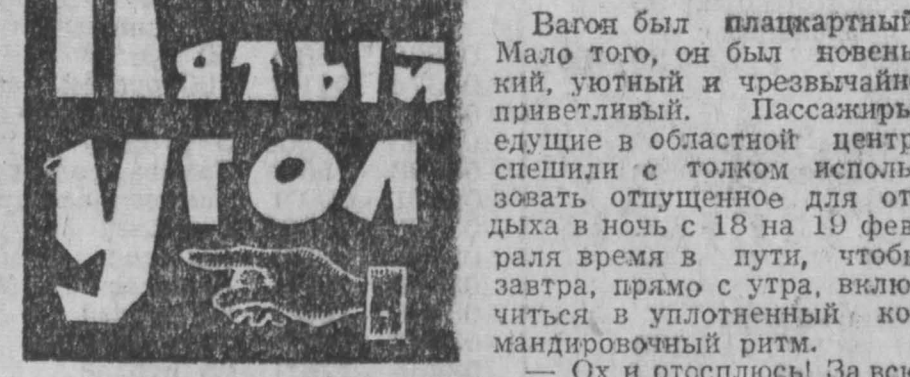 Пятый
угол
Вагон был плацкартный
Мало того, он был новень
кий, уютный и чрезвычайн
приветливый. Пассажиры
едущие в областной центр
спешили с толком исполь
зовать отпущенное для от
дыха в ночь с 18 на 19 фев
раля время в пути, чтобы
завтра, прямо с утра, вклю
читься в уплотненный ко
мандировочный ритм.
— Ох и отосплюсь! За всю